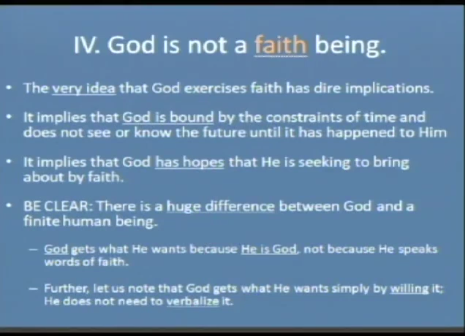 IV. God is not a faith being.
• The very idea that God exercises faith has dire implications.
• It implies that God is bound by the constraints of time and
does not see or know the future until it has happened to Him
• It implies that God has hopes that He is seeking to bring
about by faith.
• BE CLEAR: There is a huge difference between God and a
finite human being.
– God gets what He wants because He is God, not because He speaks
words of faith.
– Further, let us note that God gets what He wants simply by willing it;
He does not need to verbalize it.